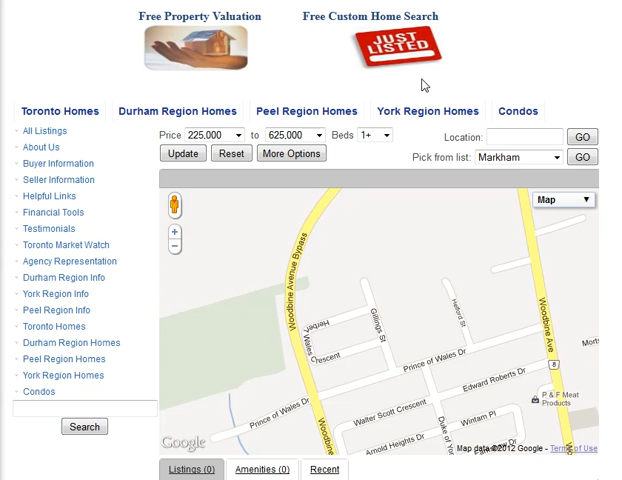 Free Property Valuation
Free Custom Home Search
JUST
LISTED
Toronto Homes
Durham Region Homes
Peel Region Homes
York Region Homes
Condos
All Listings
About Us
Buyer Information
Seller Information
Helpful Links
Financial Tools
Testimonials
Toronto Market Watch
Agency Representation
Durham Region Info
York Region Info
Peel Region Info
Toronto Homes
Durham Region Homes
Peel Region Homes
York Region Homes
Condos
Search
Price 225,000 to 625,000 Beds 1+
Location: GO
Update Reset More Options
Pick from list: Markham GO
Map
+
−
Woodbine Avenue Bypass
Gillings St
Helford St
Woodbine Ave
Crescent
Prince of Wales Dr
8
Edward Roberts Dr
P & F Meat
Products
Prince of Wales Dr
Walter Scott Crescent
Wintam Pl
Arnold Heights Dr
Woodbine
Google
Map data ©2012 Google - Terms of Use
Listings (0)
Amenities (0)
Recent